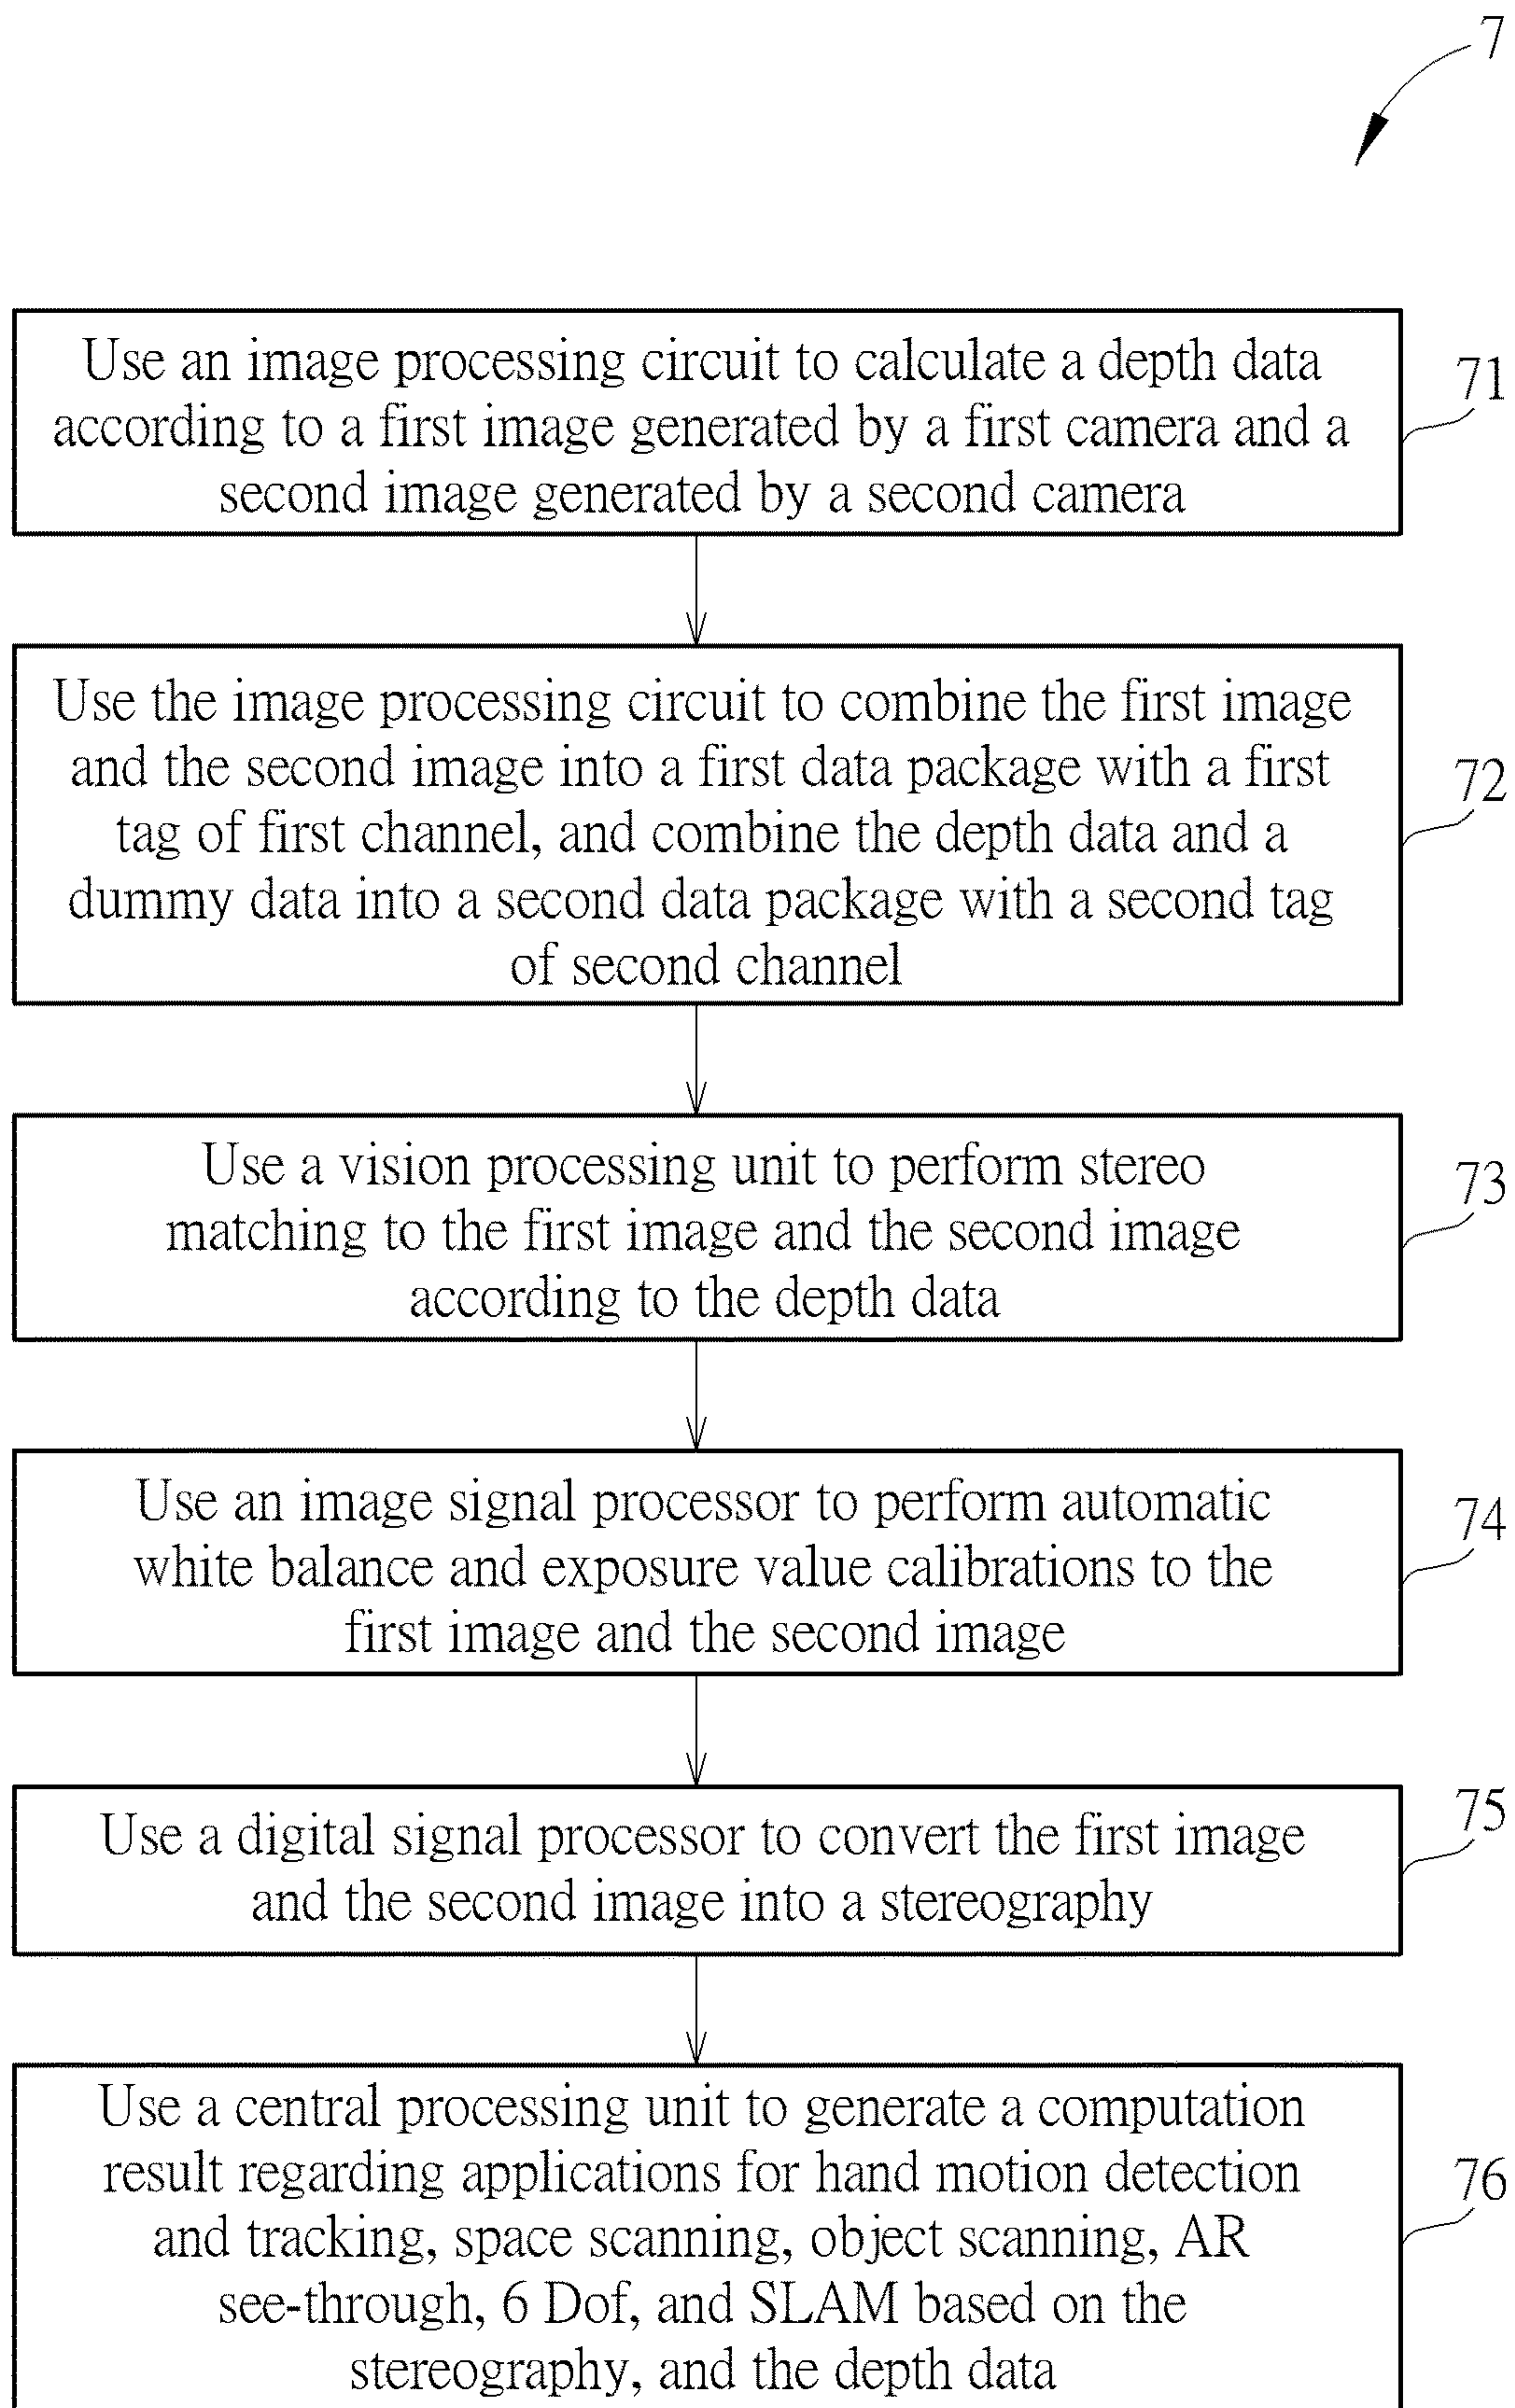 7
Use an image processing circuit to calculate a depth data
according to a first image generated by a first camera and a
second image generated by a second camera
71
Use the image processing circuit to combine the first image
and the second image into a first data package with a first
tag of first channel, and combine the depth data and a
dummy data into a second data package with a second tag
of second channel
72
Use a vision processing unit to perform stereo
matching to the first image and the second image
according to the depth data
73
Use an image signal processor to perform automatic
white balance and exposure value calibrations to the
first image and the second image
74
Use a digital signal processor to convert the first image
and the second image into a stereography
75
Use a central processing unit to generate a computation
result regarding applications for hand motion detection
and tracking, space scanning, object scanning, AR
see-through, 6 Dof, and SLAM based on the
stereography, and the depth data
76